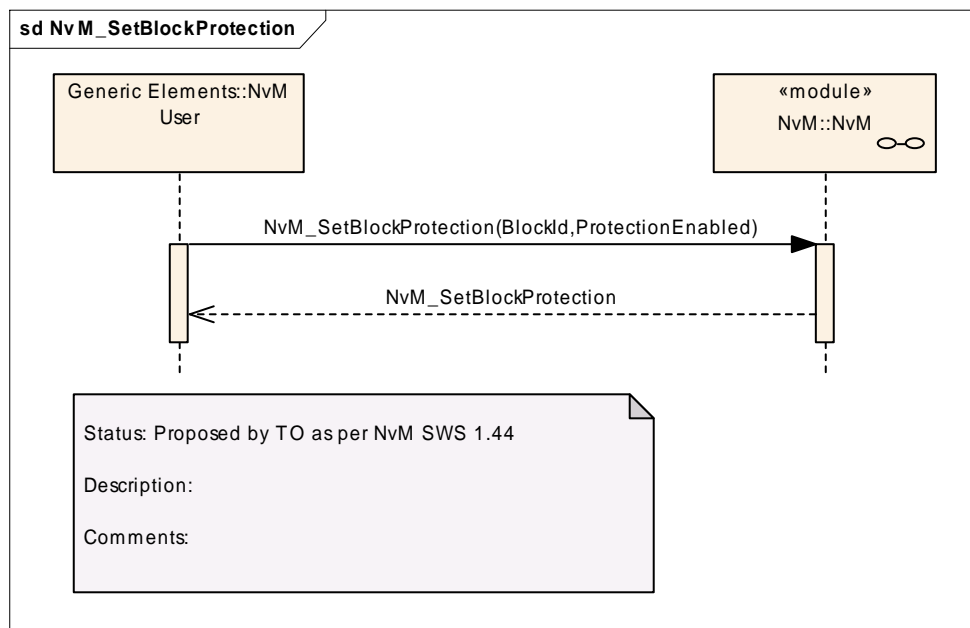 sd NvM_SetBlockProtection
Generic Elements::NvM
User
«module»
NvM::NvM
NvM_SetBlockProtection(BlockId,ProtectionEnabled)
NvM_SetBlockProtection
Status: Proposed by TO as per NvM SWS 1.44
Description:
Comments: